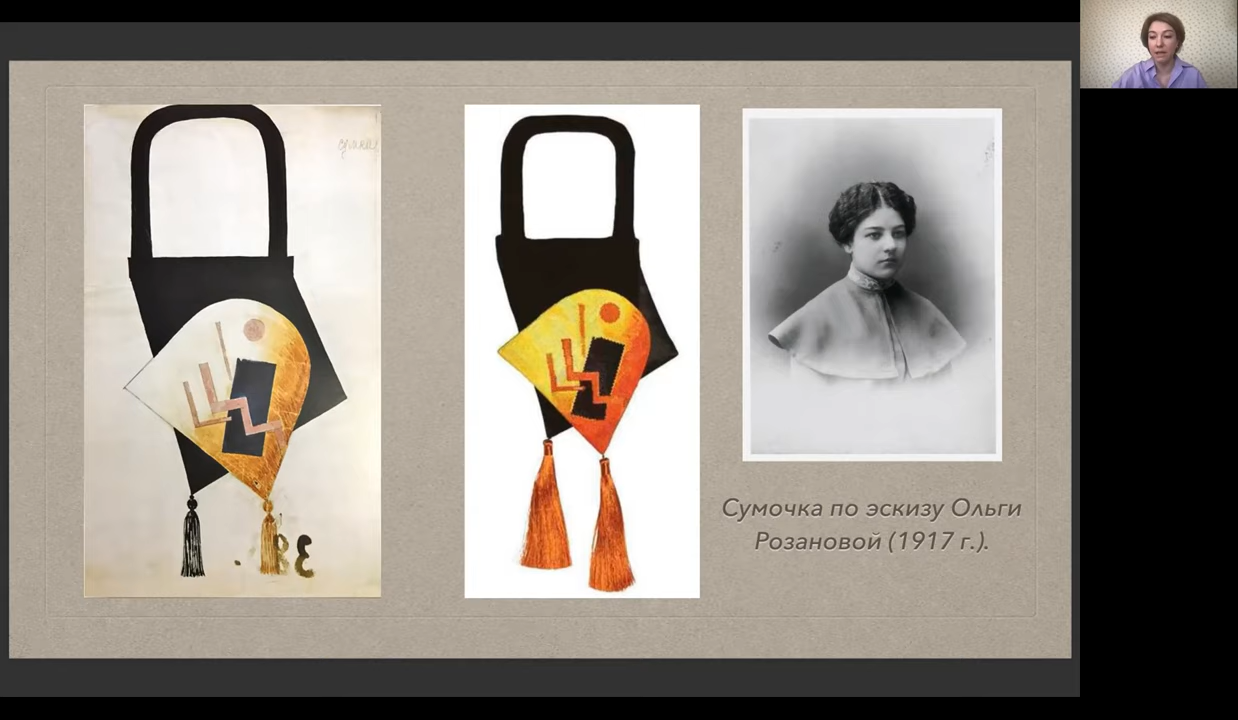 Сумочка по эскизу Ольги
Розановой (1917 г.).